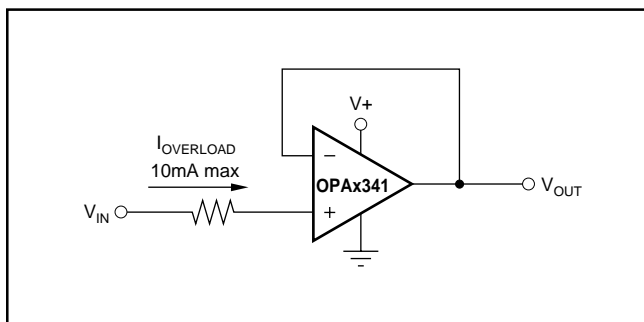 V+
I_OVERLOAD
10mA max
−
OPAx341
+
V_IN
V_OUT